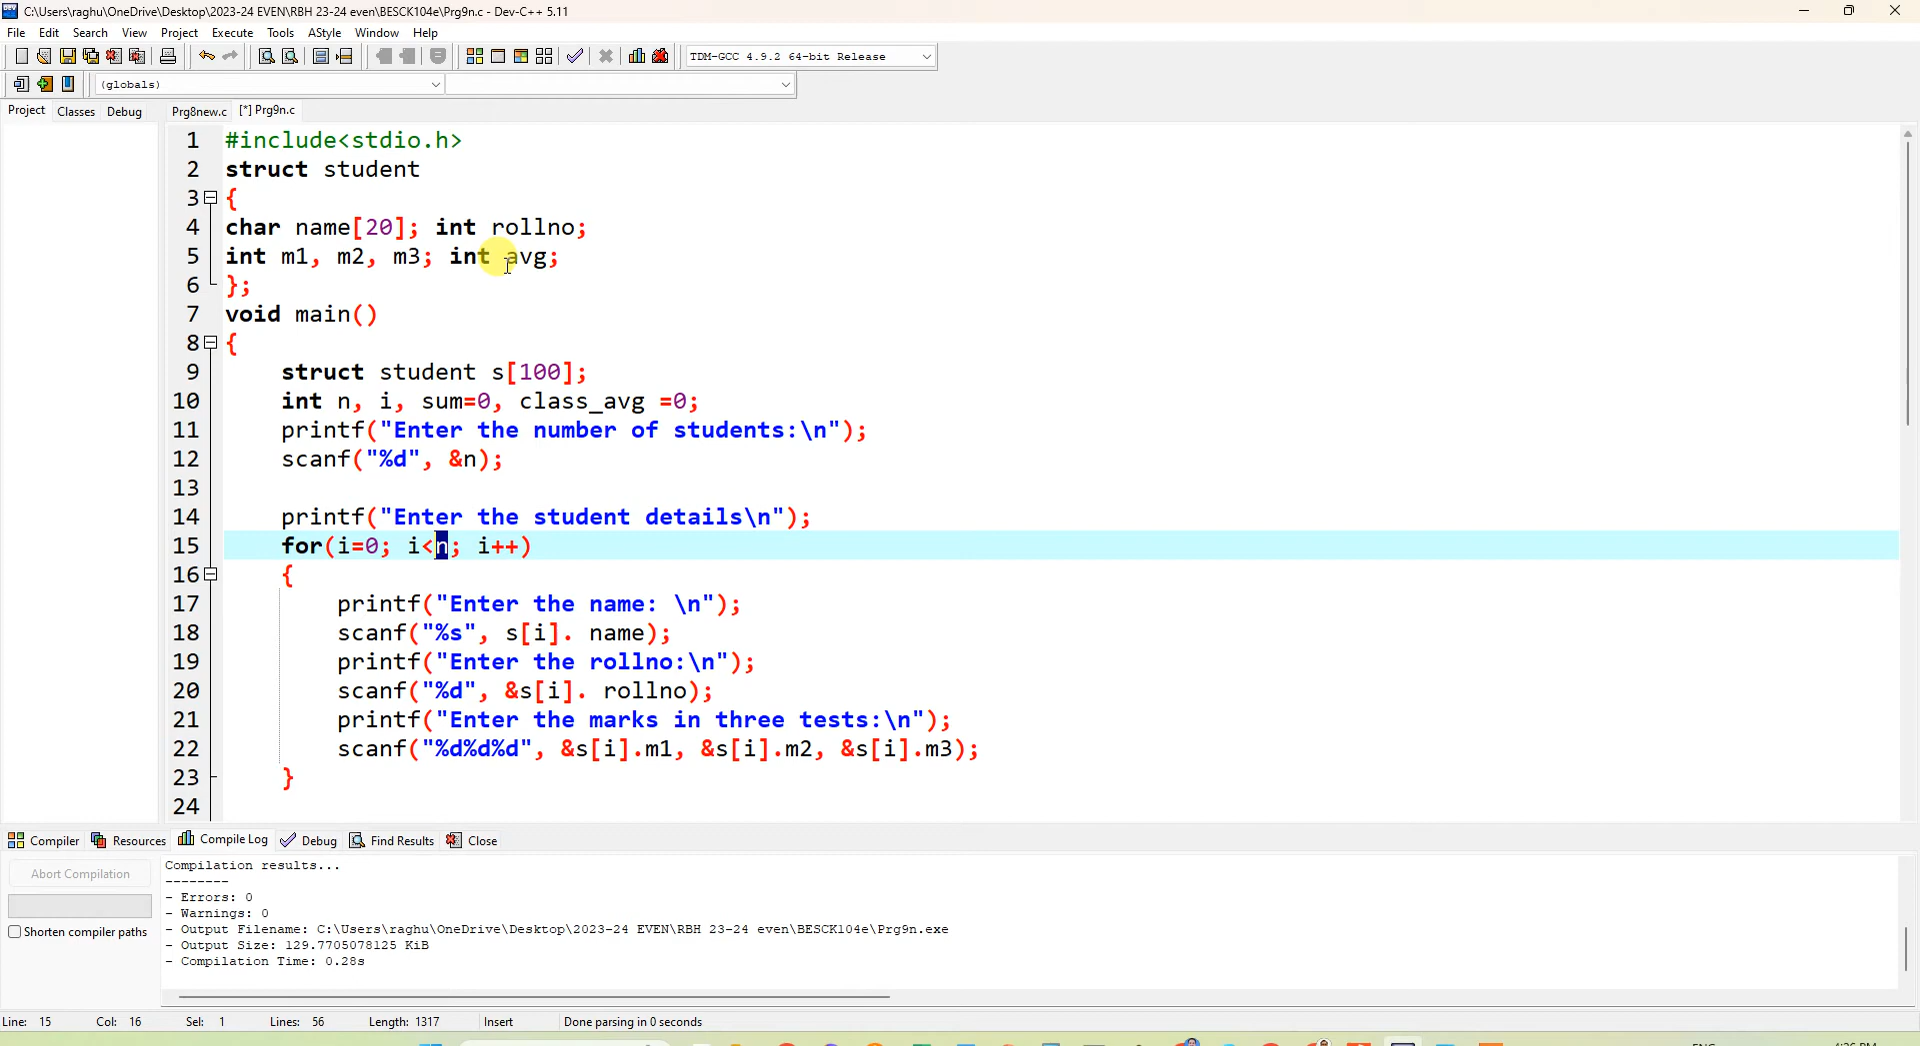 C:\Users\raghu\OneDrive\Desktop\2023-24 EVEN\RBH 23-24 even\BESCK104e\Prg9n.c - Dev-C++ 5.11
File Edit Search View Project Execute Tools AStyle Window Help
TDM-GCC 4.9.2 64-bit Release
(globals)
Project Classes Debug Prg8new.c [*] Prg9n.c
1 #include<stdio.h>
2 struct student
3 {
4 char name[20]; int rollno;
5 int m1, m2, m3; int avg;
6 };
7 void main()
8 {
9 struct student s[100];
10 int n, i, sum=0, class_avg =0;
11 printf("Enter the number of students:\n");
12 scanf("%d", &n);
13
14 printf("Enter the student details\n");
15 for(i=0; i<n; i++)
16 {
17 printf("Enter the name: \n");
18 scanf("%s", s[i]. name);
19 printf("Enter the rollno:\n");
20 scanf("%d", &s[i]. rollno);
21 printf("Enter the marks in three tests:\n");
22 scanf("%d%d%d", &s[i].m1, &s[i].m2, &s[i].m3);
23 }
24
Compiler Resources Compile Log Debug Find Results Close
Abort Compilation
Shorten compiler paths
Compilation results...
--------
- Errors: 0
- Warnings: 0
- Output Filename: C:\Users\raghu\OneDrive\Desktop\2023-24 EVEN\RBH 23-24 even\BESCK104e\Prg9n.exe
- Output Size: 129.7705078125 KiB
- Compilation Time: 0.28s
Line: 15 Col: 16 Sel: 1 Lines: 56 Length: 1317 Insert Done parsing in 0 seconds